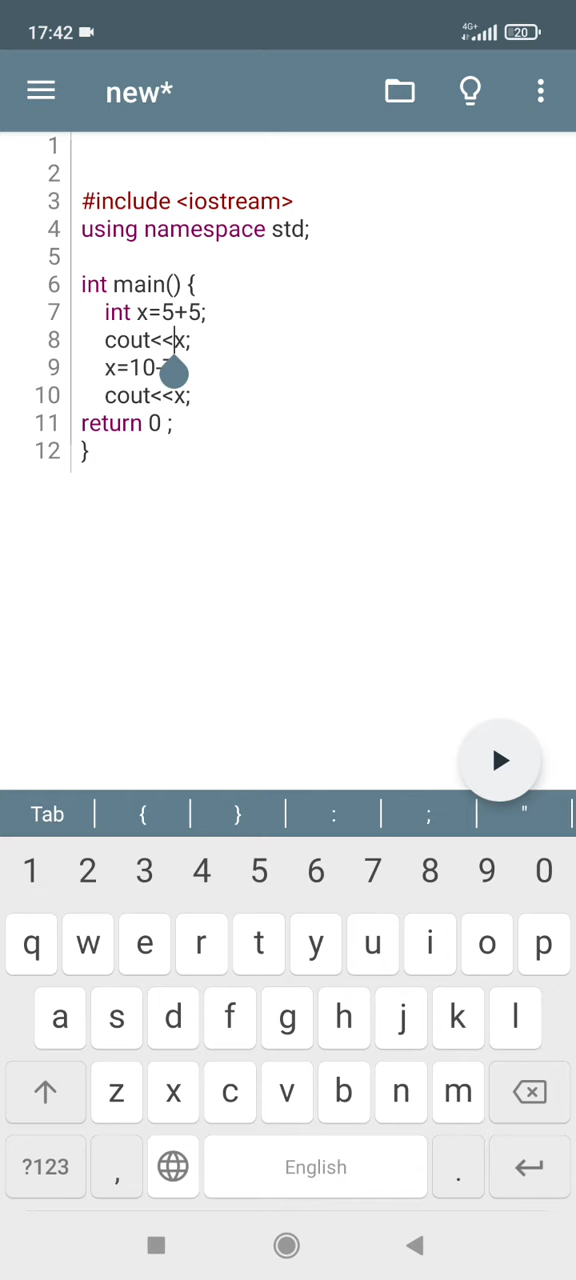 17:42
4G+
20
new*
1
2
3 #include <iostream>
4 using namespace std;
5
6 int main() {
7 int x=5+5;
8 cout<<x;
9 x=10-
10 cout<<x;
11 return 0 ;
12 }
Tab { } : ; "
1 2 3 4 5 6 7 8 9 0
q w e r t y u i o p
a s d f g h j k l
z x c v b n m
?123 , English .